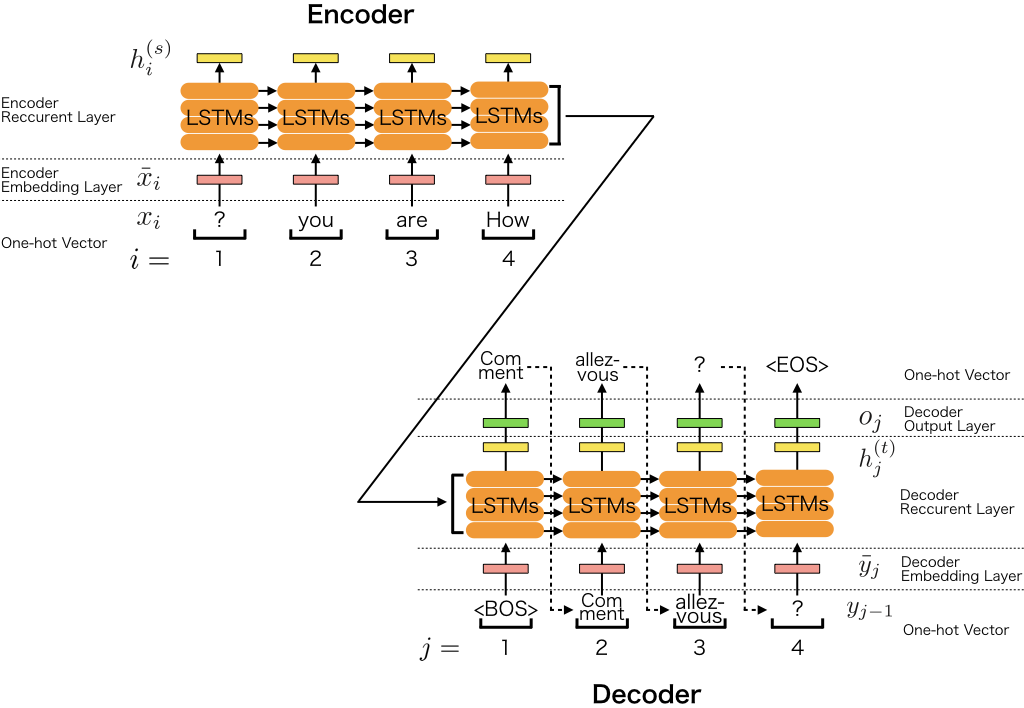 Encoder
h_i^{(s)}
Encoder
Reccurent Layer
LSTMs LSTMs LSTMs LSTMs
Encoder
Embedding Layer
x̄_i
x_i ? you are How
One-hot Vector
i = 1 2 3 4
Com
ment
allez-
vous
?
<EOS>
One-hot Vector
o_j
Decoder
Output Layer
h_j^{(t)}
LSTMs LSTMs LSTMs LSTMs
Decoder
Reccurent Layer
ȳ_j
Decoder
Embedding Layer
<BOS>
Com
ment
allez-
vous
?
y_{j-1}
One-hot Vector
j = 1 2 3 4
Decoder